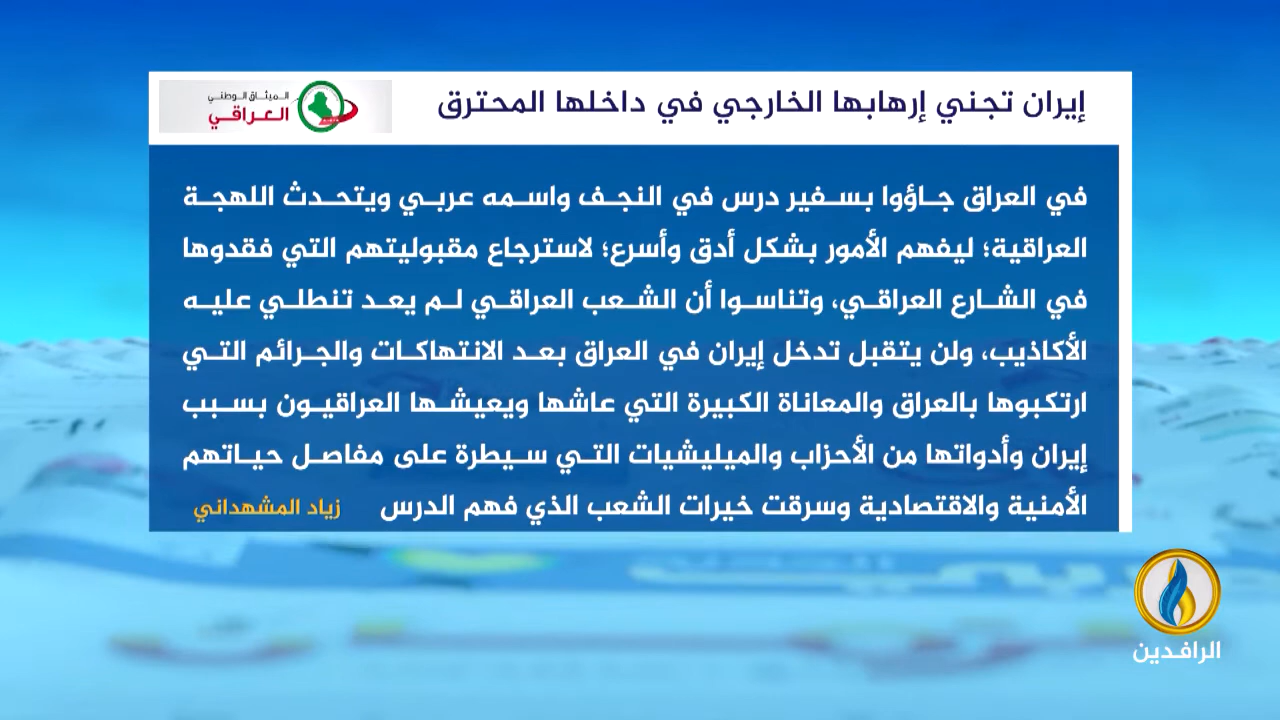 إيران تجني إرهابها الخارجي في داخلها المحترق
الميثاق الوطني
العراقي
في العراق جاؤوا بسفير درس في النجف واسمه عربي ويتحدث اللهجة
العراقية؛ ليفهم الأمور بشكل أدق وأسرع؛ لاسترجاع مقبوليتهم التي فقدوها
في الشارع العراقي، وتناسوا أن الشعب العراقي لم يعد تنطلي عليه
الأكاذيب، ولن يتقبل تدخل إيران في العراق بعد الانتهاكات والجرائم التي
ارتكبوها بالعراق والمعاناة الكبيرة التي عاشها ويعيشها العراقيون بسبب
إيران وأدواتها من الأحزاب والميليشيات التي سيطرة على مفاصل حياتهم
الأمنية والاقتصادية وسرقت خيرات الشعب الذي فهم الدرس
زياد المشهداني
الرافدين